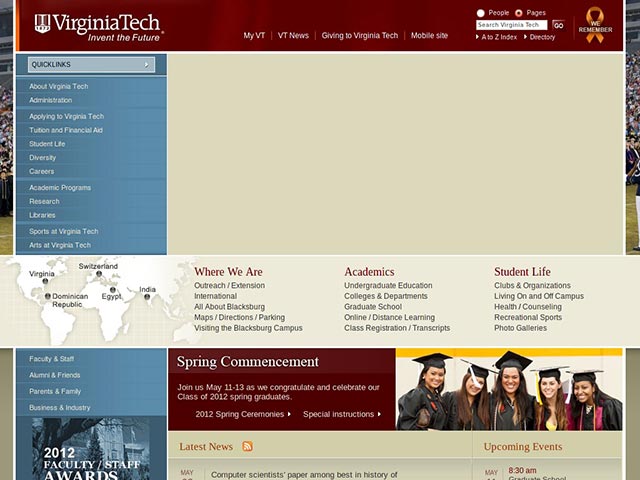 VirginiaTech
Invent the Future®
People Pages
Search Virginia Tech GO
A to Z Index Directory
My VT VT News Giving to Virginia Tech Mobile site
WE
REMEMBER
QUICKLINKS
About Virginia Tech
Administration
Applying to Virginia Tech
Tuition and Financial Aid
Student Life
Diversity
Careers
Academic Programs
Research
Libraries
Sports at Virginia Tech
Arts at Virginia Tech
Virginia
Switzerland
Dominican
Republic
Egypt
India
Where We Are
Outreach / Extension
International
All About Blacksburg
Maps / Directions / Parking
Visiting the Blacksburg Campus
Academics
Undergraduate Education
Colleges & Departments
Graduate School
Online / Distance Learning
Class Registration / Transcripts
Student Life
Clubs & Organizations
Living On and Off Campus
Health / Counseling
Recreational Sports
Photo Galleries
Faculty & Staff
Alumni & Friends
Parents & Family
Business & Industry
2012
FACULTY / STAFF
AWARDS
Spring Commencement
Join us May 11-13 as we congratulate and celebrate our
Class of 2012 spring graduates.
2012 Spring Ceremonies Special instructions
Latest News
MAY
Computer scientists' paper among best in history of
Upcoming Events
MAY
8:30 am
Graduate School